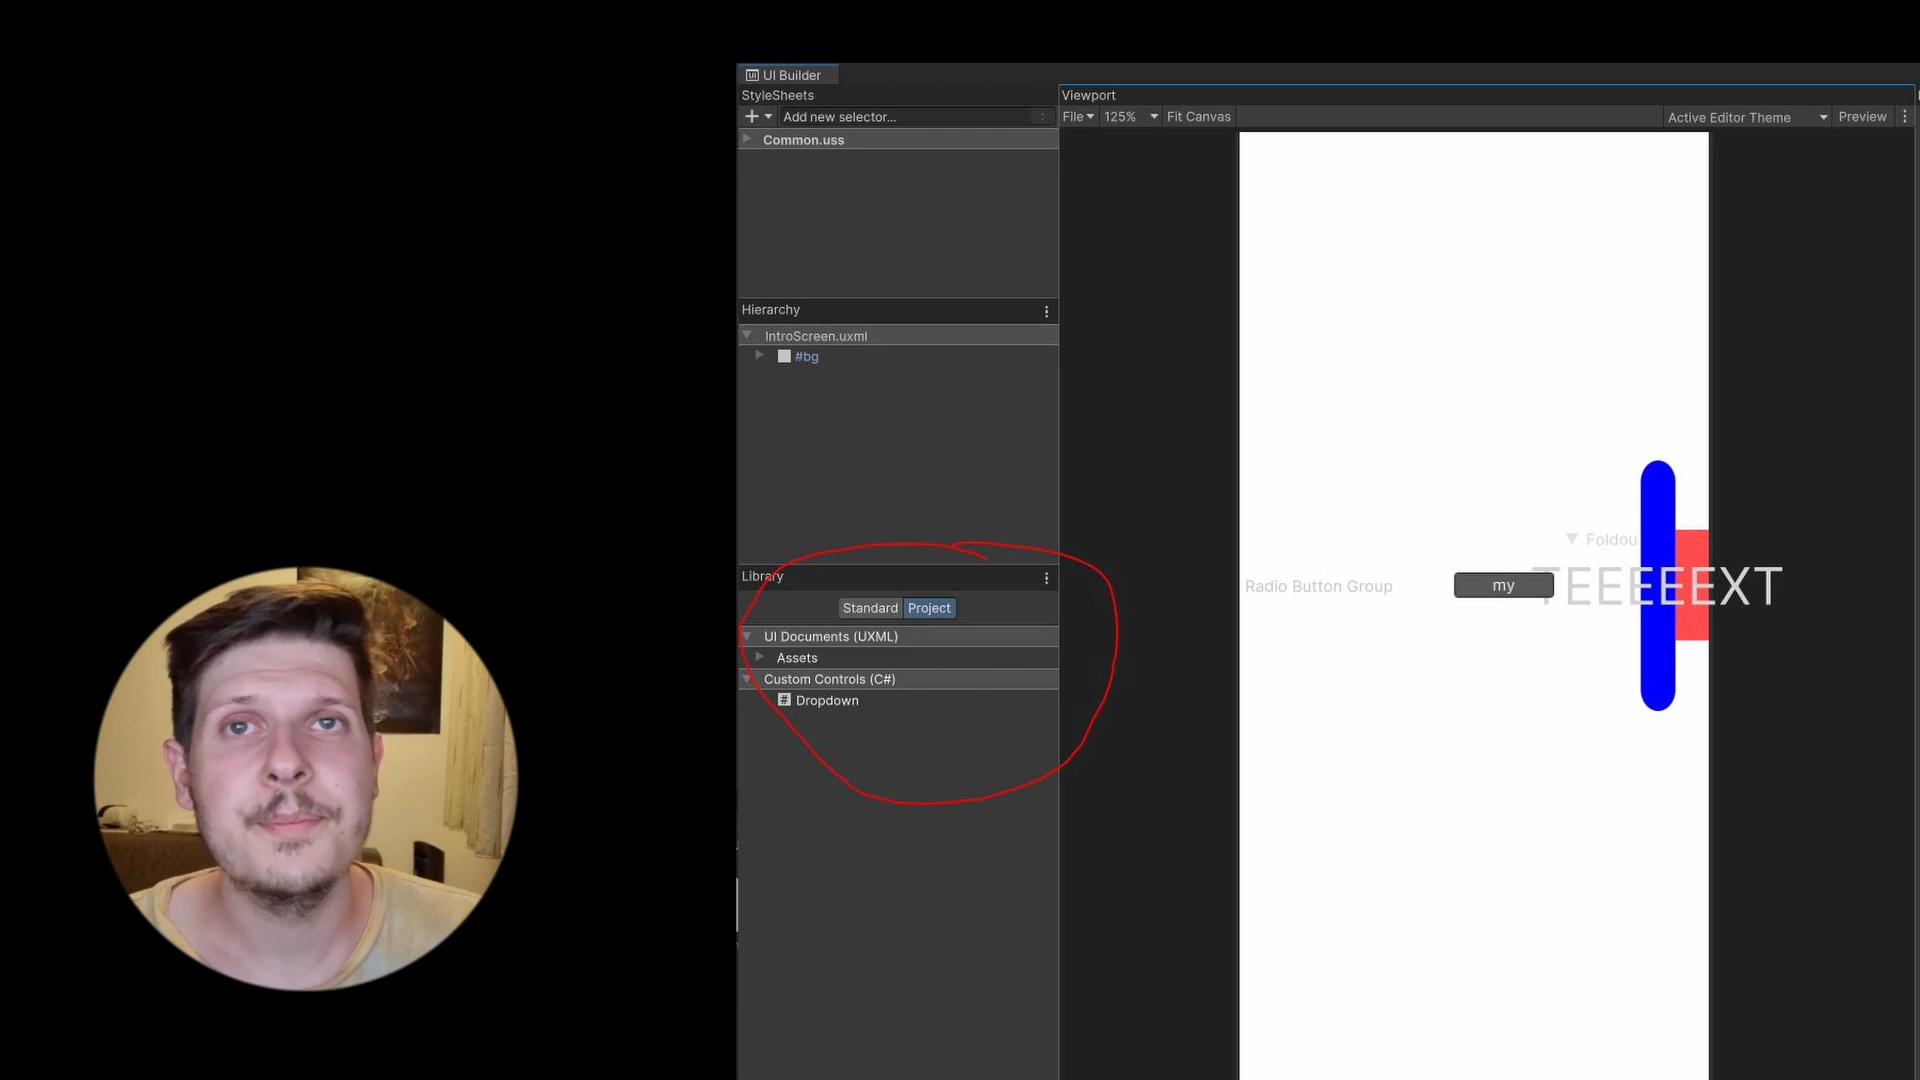 UI Builder
StyleSheets
Viewport
Add new selector...
File
125%
Fit Canvas
Active Editor Theme
Preview
Common.uss
Hierarchy
IntroScreen.uxml
#bg
Foldou
Library
Radio Button Group
my
TEEEEEXT
Standard
Project
UI Documents (UXML)
Assets
Custom Controls (C#)
Dropdown